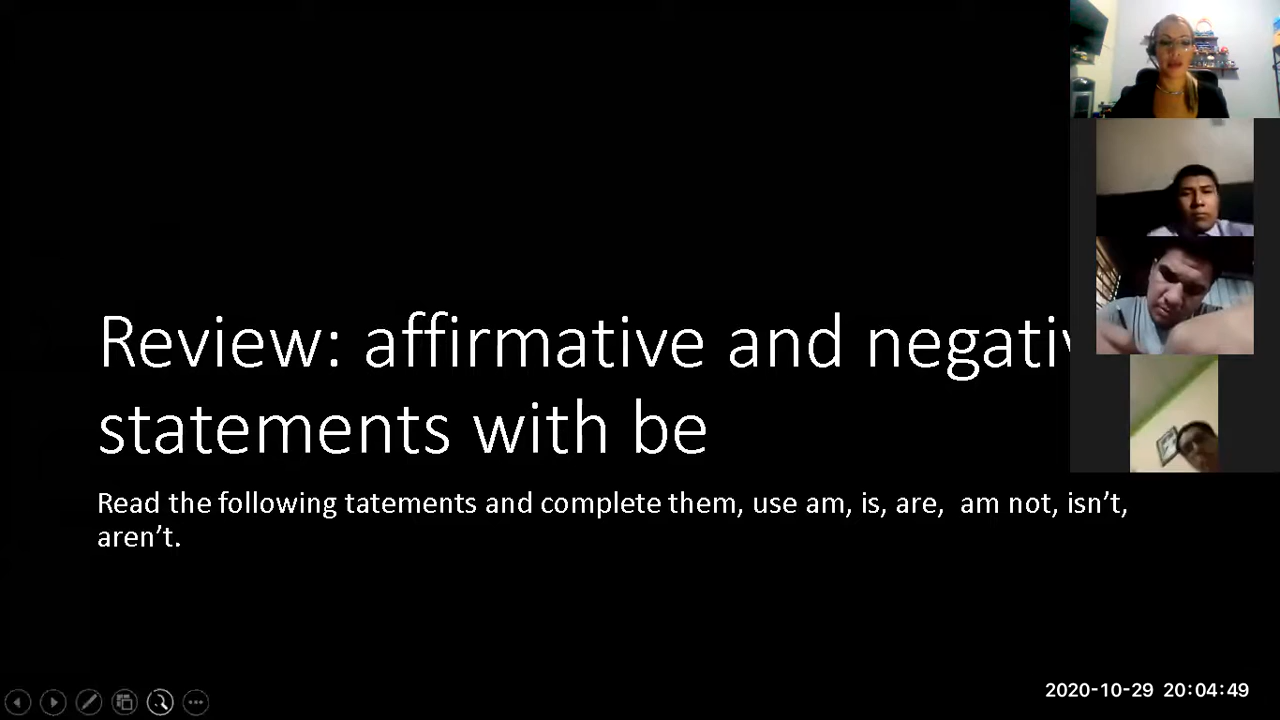 Review: affirmative and negativ
statements with be
Read the following tatements and complete them, use am, is, are, am not, isn’t,
aren’t.
2020-10-29 20:04:49